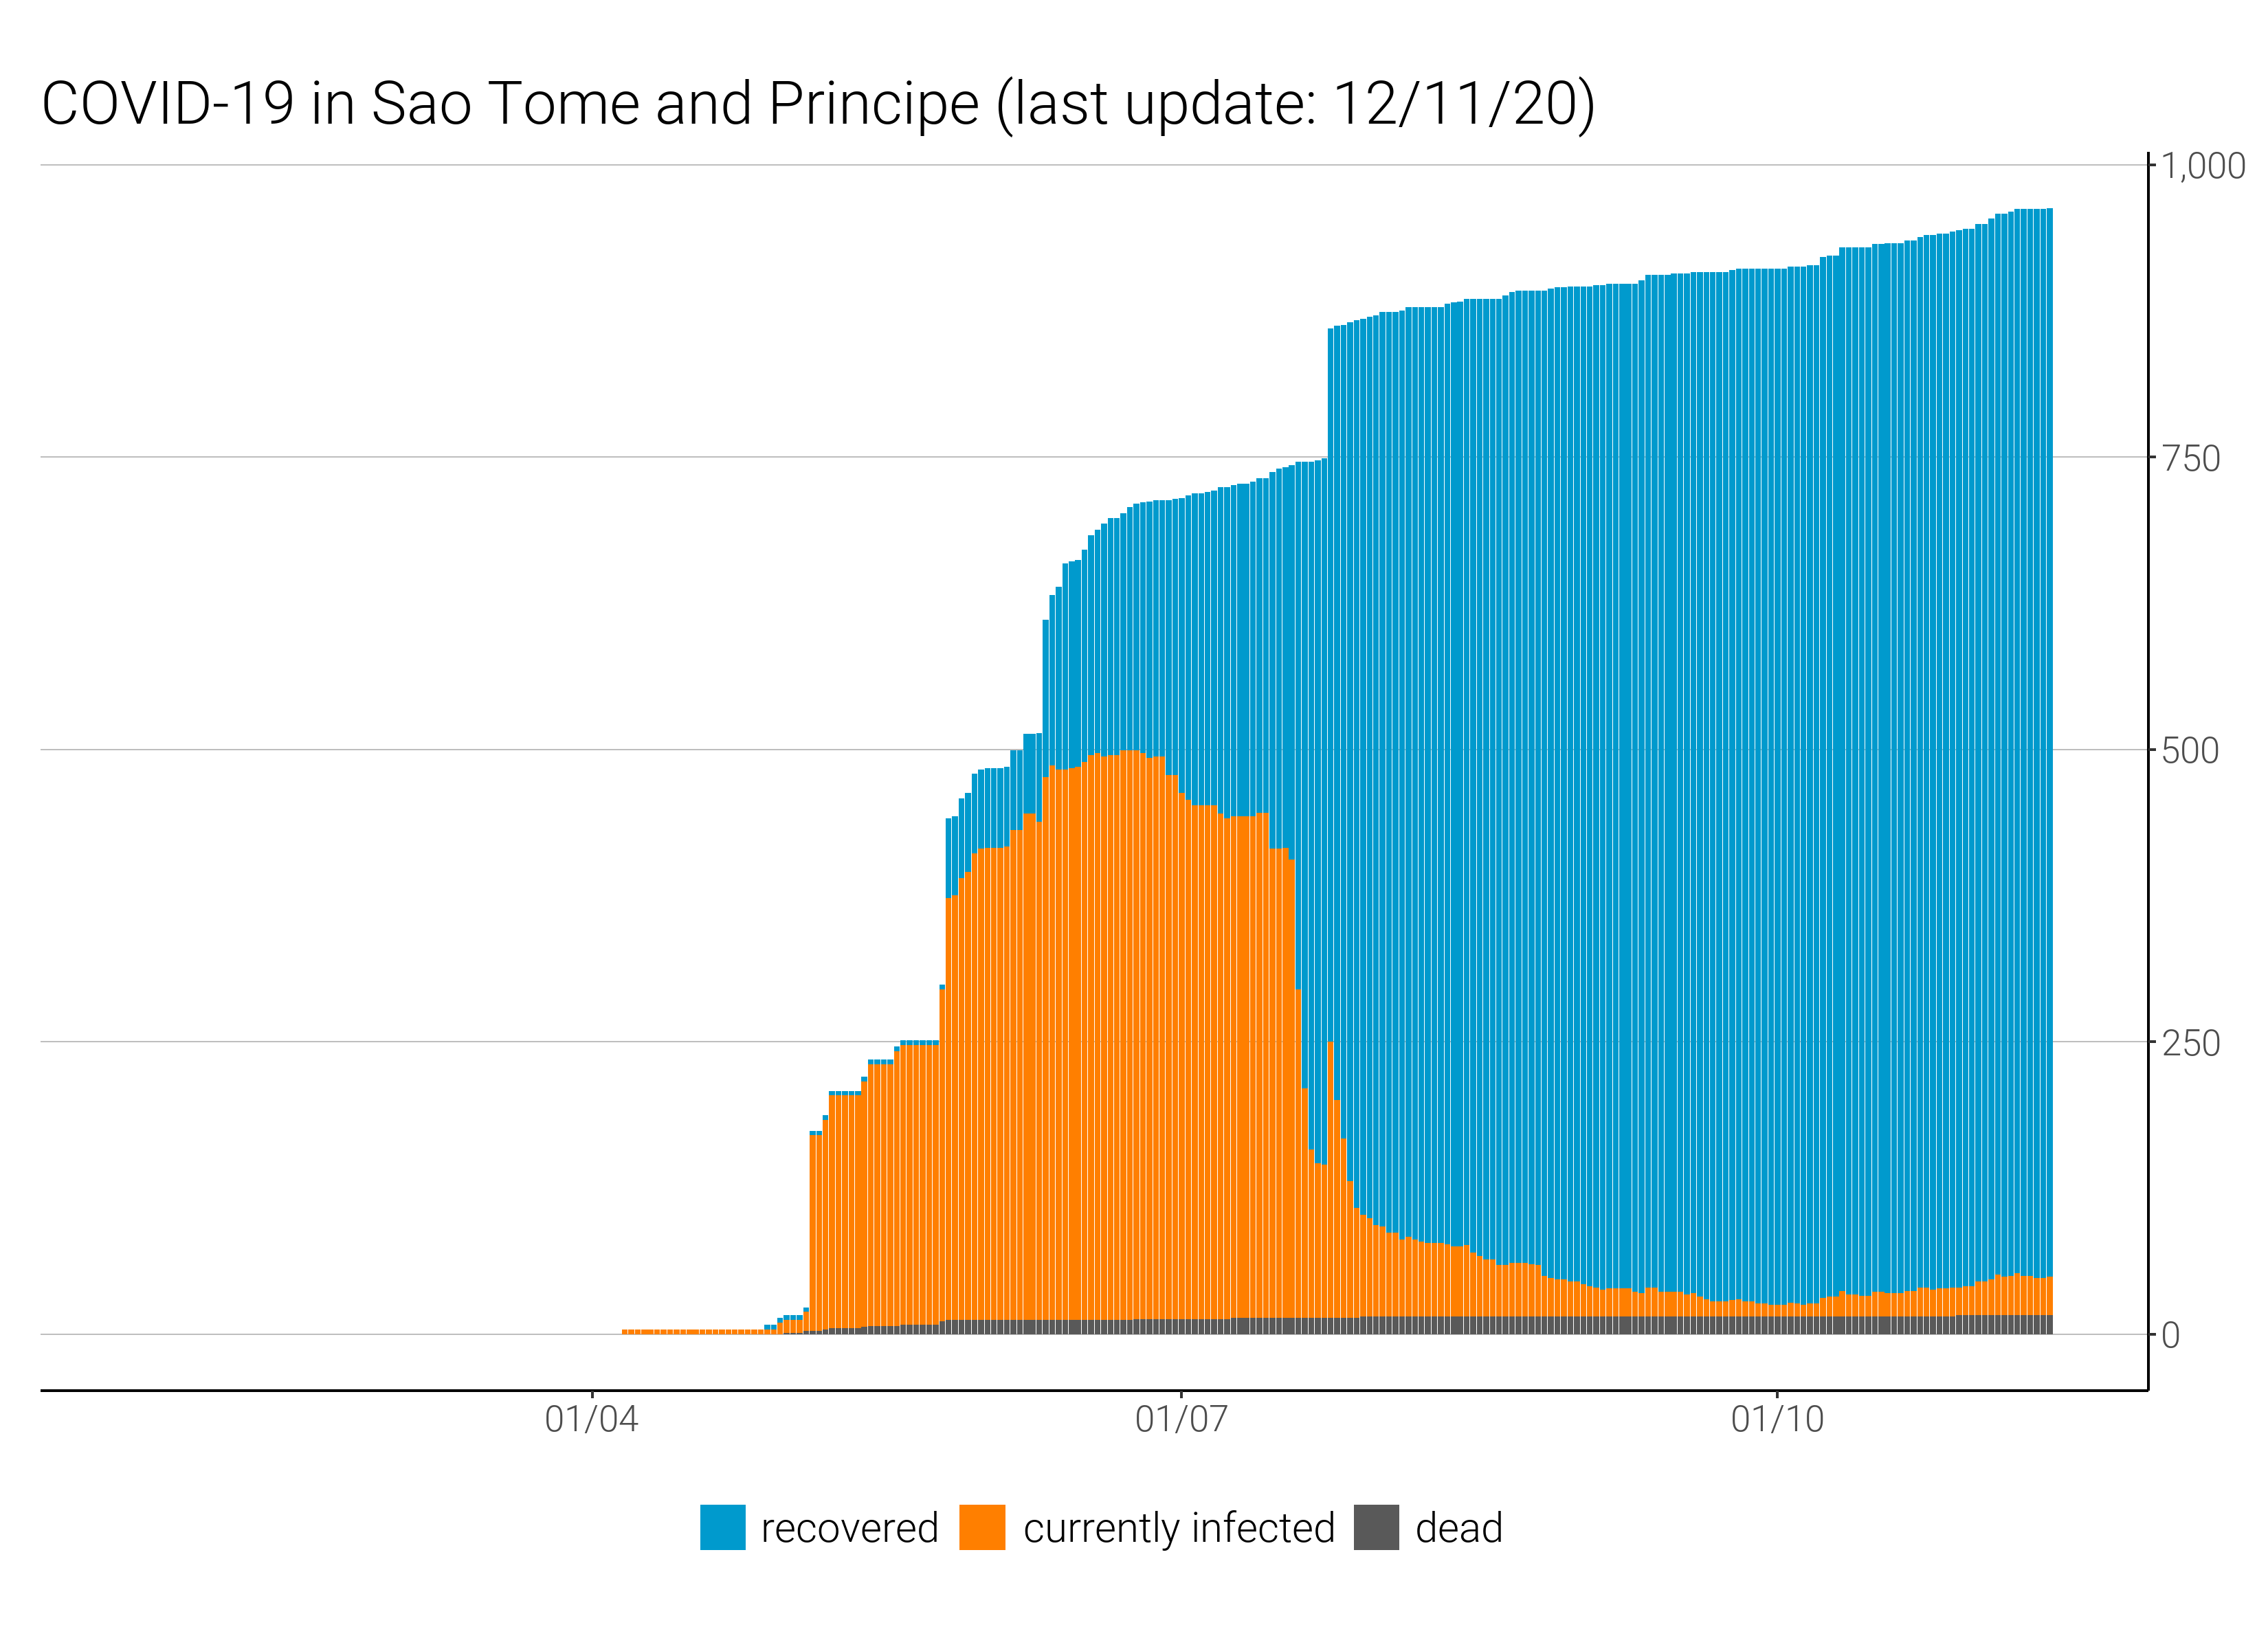 COVID-19 in Sao Tome and Principe (last update: 12/11/20)
1,000
750
500
250
0
01/04 01/07 01/10
recovered currently infected dead